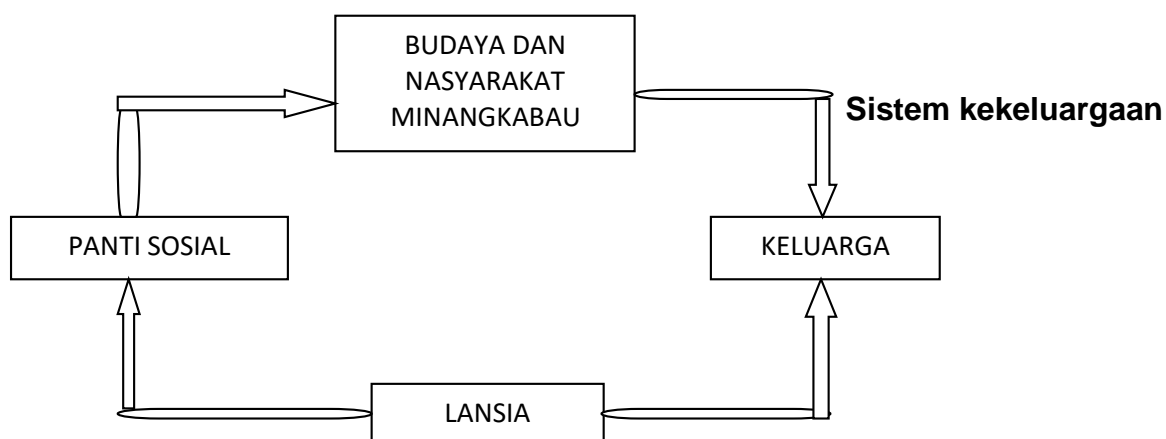 BUDAYA DAN
NASYARAKAT
MINANGKABAU
Sistem kekeluargaan
PANTI SOSIAL
KELUARGA
LANSIA